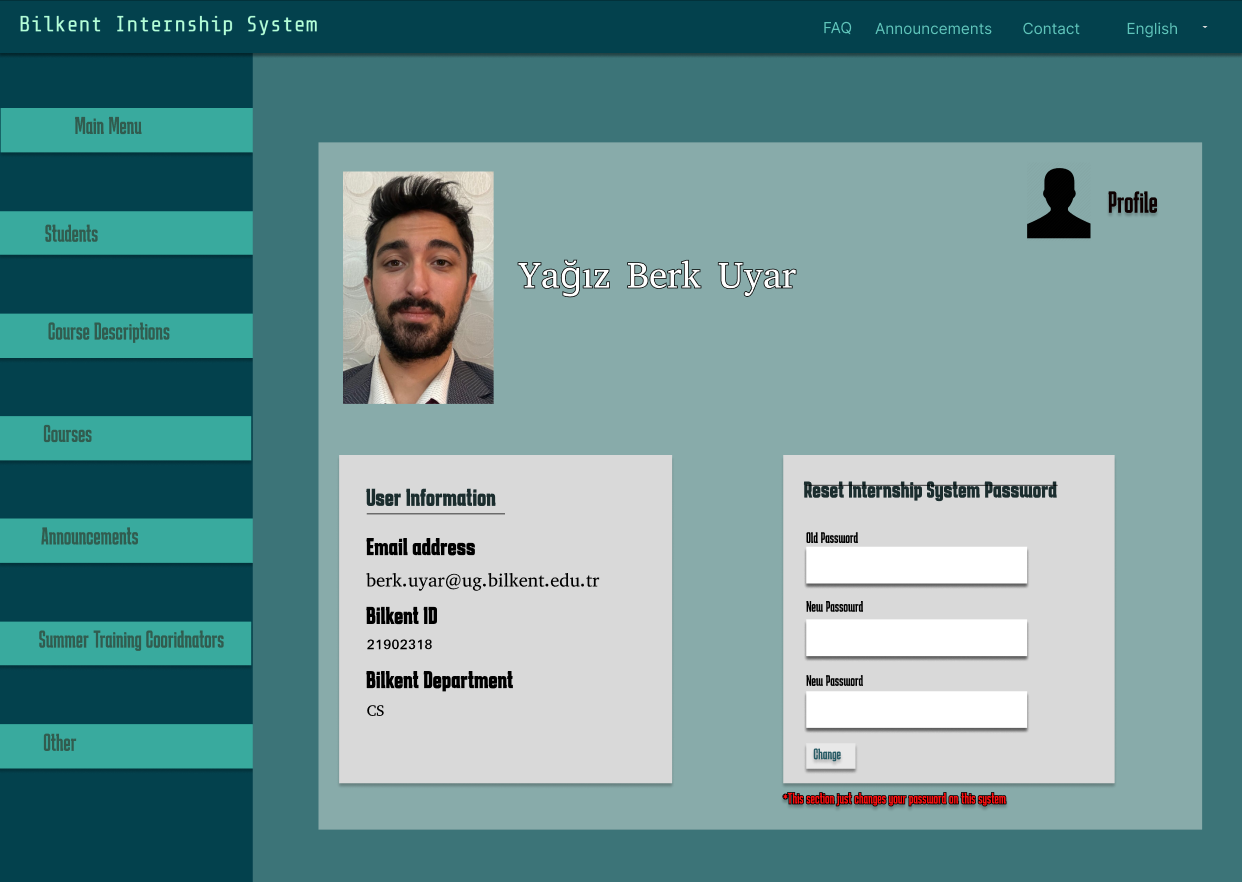 Bilkent Internship System
FAQ Announcements Contact English
Main Menu
Students
Course Descriptions
Courses
Announcements
Summer Training Cooridnators
Other
Profile
Yağız Berk Uyar
User Information
Email address
berk.uyar@ug.bilkent.edu.tr
Bilkent ID
21902318
Bilkent Department
CS
Reset Internship System Password
Old Password
New Passowrd
New Password
Change
*This section just changes your password on this system